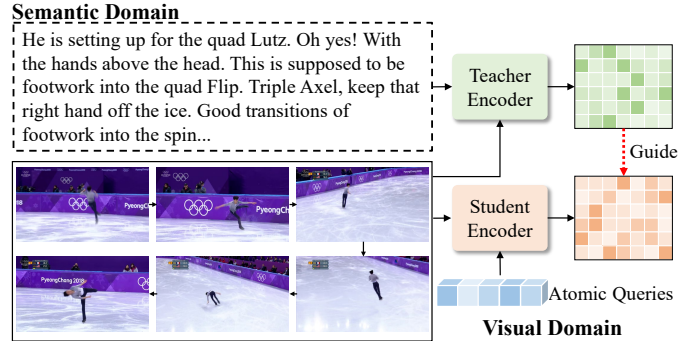 Semantic Domain
He is setting up for the quad Lutz. Oh yes! With
the hands above the head. This is supposed to be
footwork into the quad Flip. Triple Axel, keep that
right hand off the ice. Good transitions of
footwork into the spin...
Teacher
Encoder
Guide
Student
Encoder
Atomic Queries
Visual Domain
PyeongCha
PyeongChang 2018